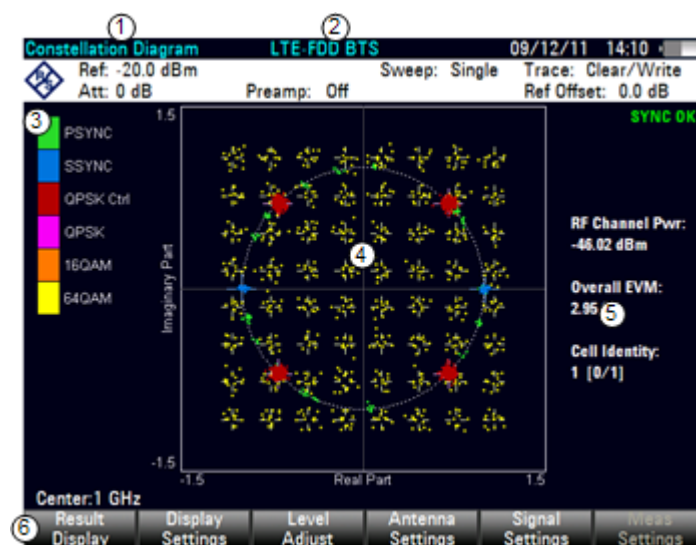 1 2
Constellation Diagram LTE-FDD BTS 09/12/11 14:10
R S Ref: -20.0 dBm Sweep: Single Trace: Clear/Write
Att: 0 dB Preamp: Off Ref Offset: 0.0 dB
3 1.5 SYNC OK
PSYNC
SSYNC
QPSK Ctrl
QPSK
16QAM
64QAM
Imaginary Part
4
RF Channel Pwr:
-46.02 dBm
Overall EVM:
2.95 5
Cell Identity:
1 [0/1]
-1.5
-1.5 Real Part 1.5
Center:1 GHz
6 Result Display Level Antenna Signal Meas
Display Settings Adjust Settings Settings Settings